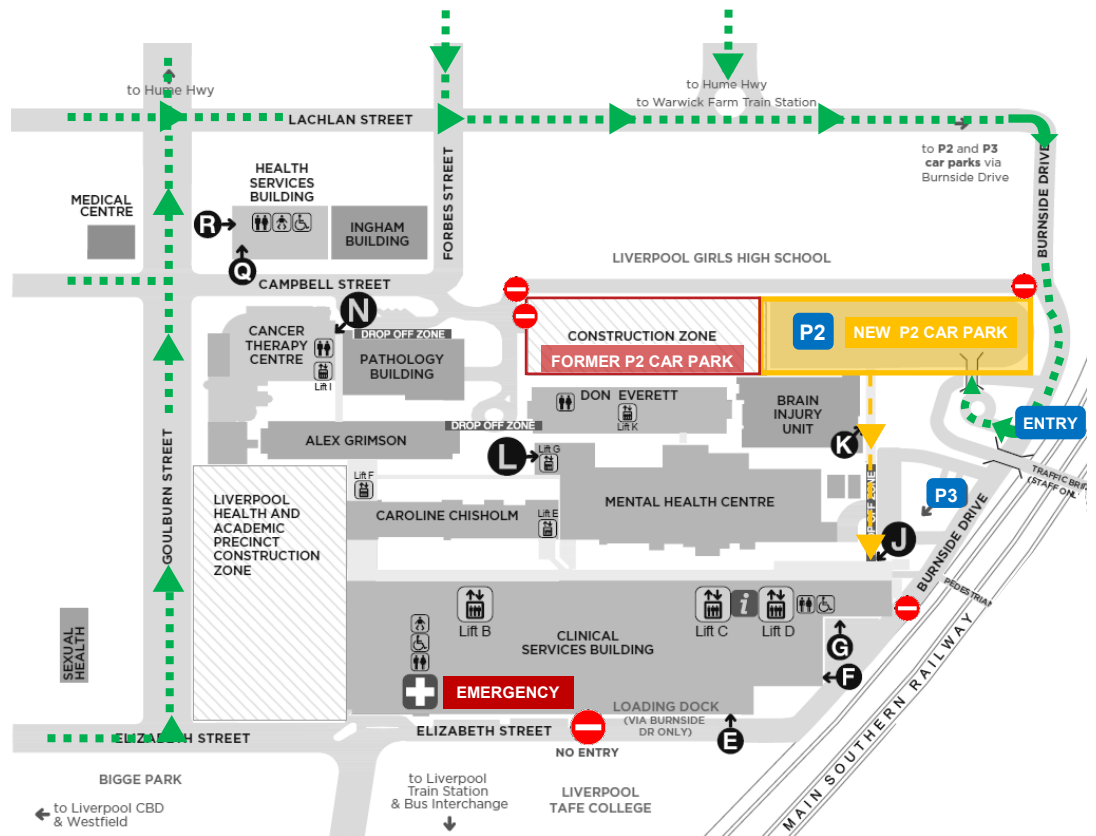 to Hume Hwy
to Hume Hwy
to Warwick Farm Train Station
LACHLAN STREET
to P2 and P3
car parks via
Burnside Drive
BURNSIDE DRIVE
FORBES STREET
HEALTH
SERVICES
BUILDING
MEDICAL
CENTRE
R
INGHAM
BUILDING
Q
CAMPBELL STREET
LIVERPOOL GIRLS HIGH SCHOOL
N
CANCER
THERAPY
CENTRE
Lift I
DROP OFF ZONE
PATHOLOGY
BUILDING
CONSTRUCTION ZONE
FORMER P2 CAR PARK
P2
NEW P2 CAR PARK
DON EVERETT
Lift K
BRAIN
INJURY
UNIT
K
ENTRY
ALEX GRIMSON
DROP OFF ZONE
L
Lift G
GOULBURN STREET
Lift F
CAROLINE CHISHOLM
Lift E
MENTAL HEALTH CENTRE
P3
J
BURNSIDE DRIVE
LIVERPOOL
HEALTH AND
ACADEMIC
PRECINCT
CONSTRUCTION
ZONE
SEXUAL
HEALTH
Lift B
Lift C
i
Lift D
CLINICAL
SERVICES BUILDING
G
F
EMERGENCY
LOADING DOCK
(VIA BURNSIDE
DR ONLY)
E
ELIZABETH STREET
ELIZABETH STREET
NO ENTRY
MAIN SOUTHERN RAILWAY
BIGGE PARK
to Liverpool CBD
& Westfield
to Liverpool
Train Station
& Bus Interchange
LIVERPOOL
TAFE COLLEGE